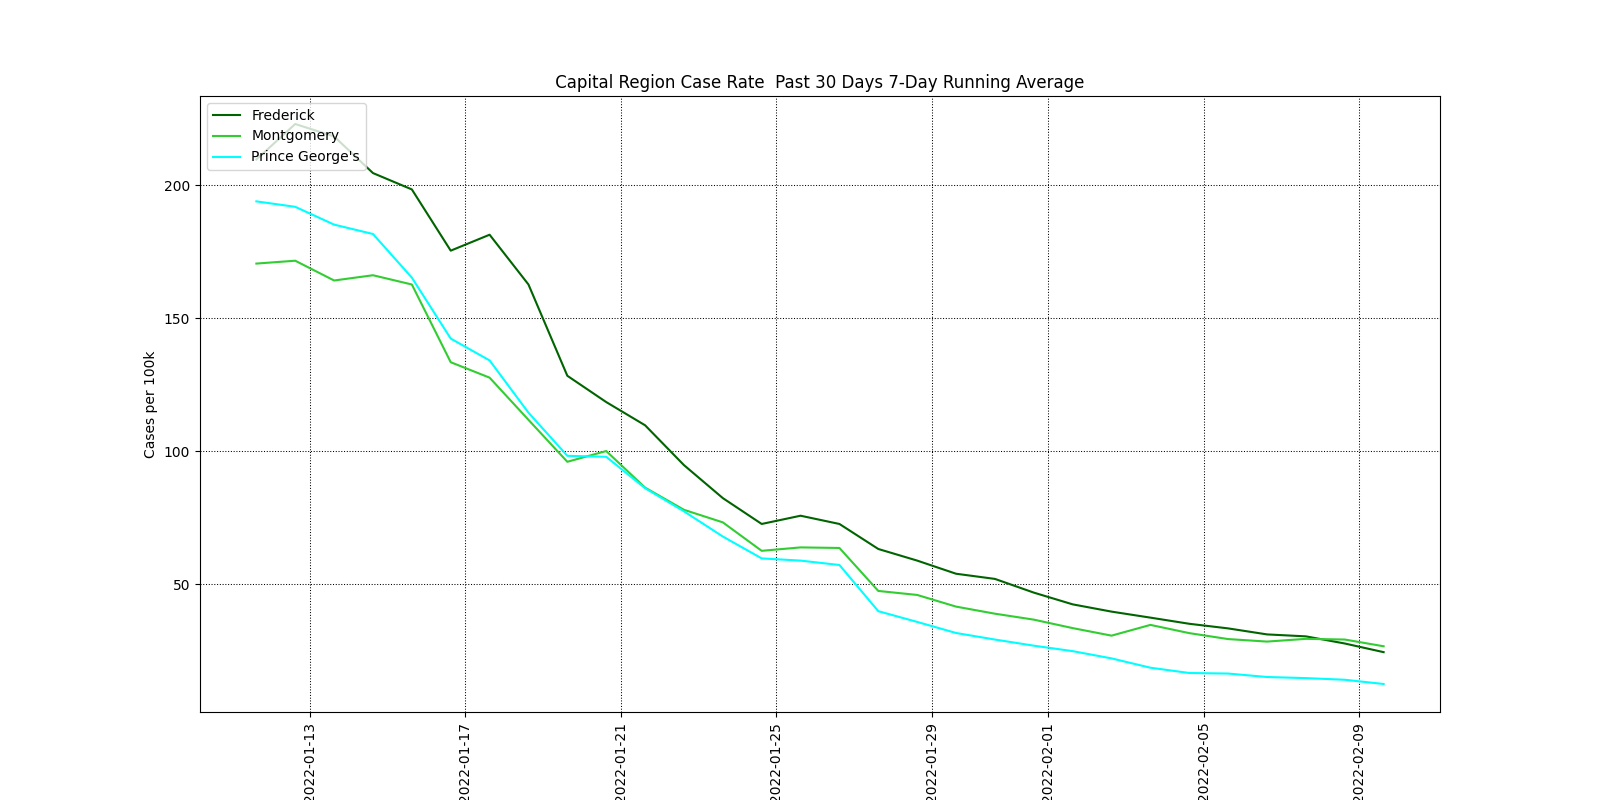 Capital Region Case Rate  Past 30 Days 7-Day Running Average
Frederick
Montgomery
Prince George's
200
150
100
50
Cases per 100k
2022-01-13
2022-01-17
2022-01-21
2022-01-25
2022-01-29
2022-02-01
2022-02-05
2022-02-09